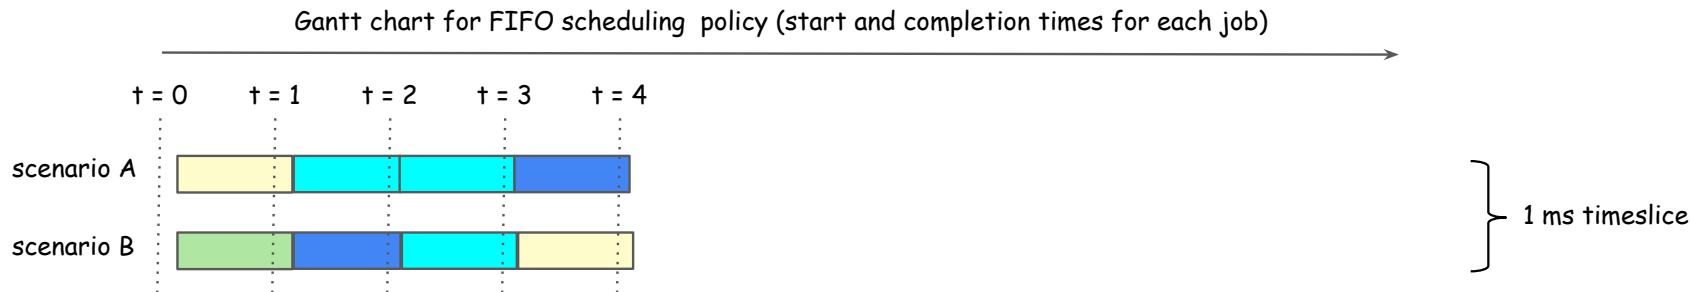 Gantt chart for FIFO scheduling policy (start and completion times for each job)
t = 0 t = 1 t = 2 t = 3 t = 4
scenario A
1 ms timeslice
scenario B